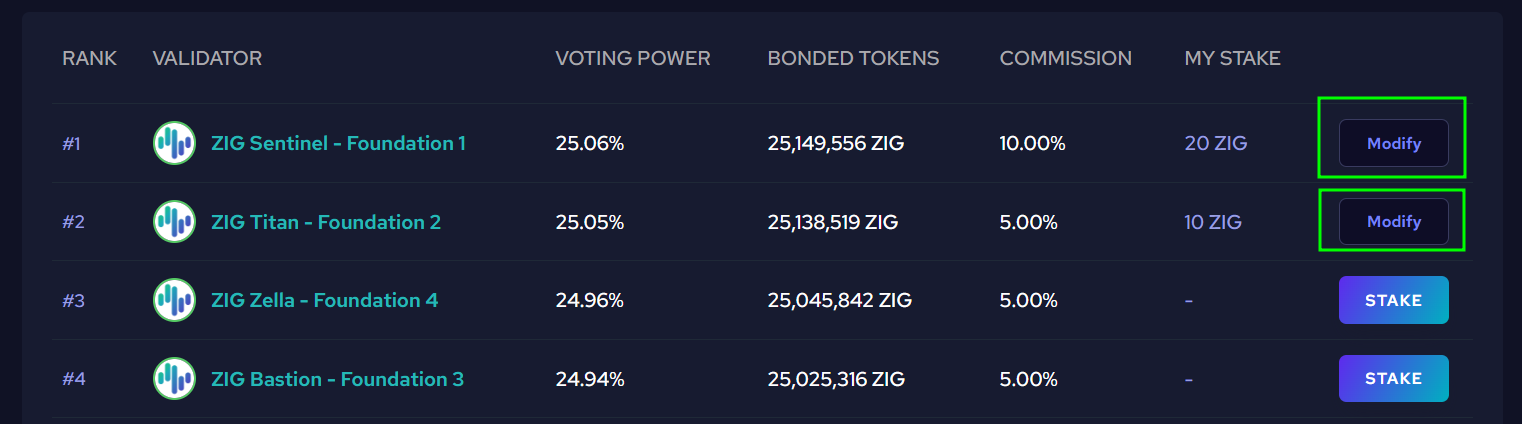 RANK VALIDATOR VOTING POWER BONDED TOKENS COMMISSION MY STAKE
#1 ZIG Sentinel - Foundation 1 25.06% 25,149,556 ZIG 10.00% 20 ZIG Modify
#2 ZIG Titan - Foundation 2 25.05% 25,138,519 ZIG 5.00% 10 ZIG Modify
#3 ZIG Zella - Foundation 4 24.96% 25,045,842 ZIG 5.00% - STAKE
#4 ZIG Bastion - Foundation 3 24.94% 25,025,316 ZIG 5.00% - STAKE